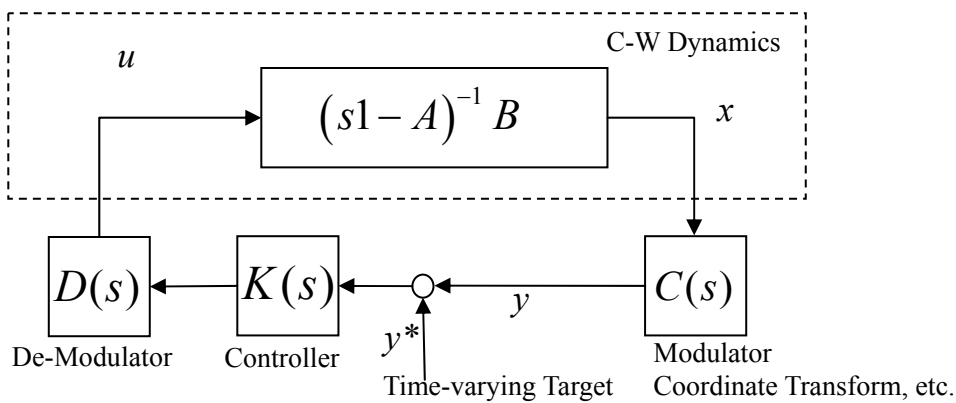 C-W Dynamics
u
(s1 − A)⁻¹ B
x
D(s)
K(s)
C(s)
y
y*
De-Modulator
Controller
Time-varying Target
Modulator
Coordinate Transform, etc.